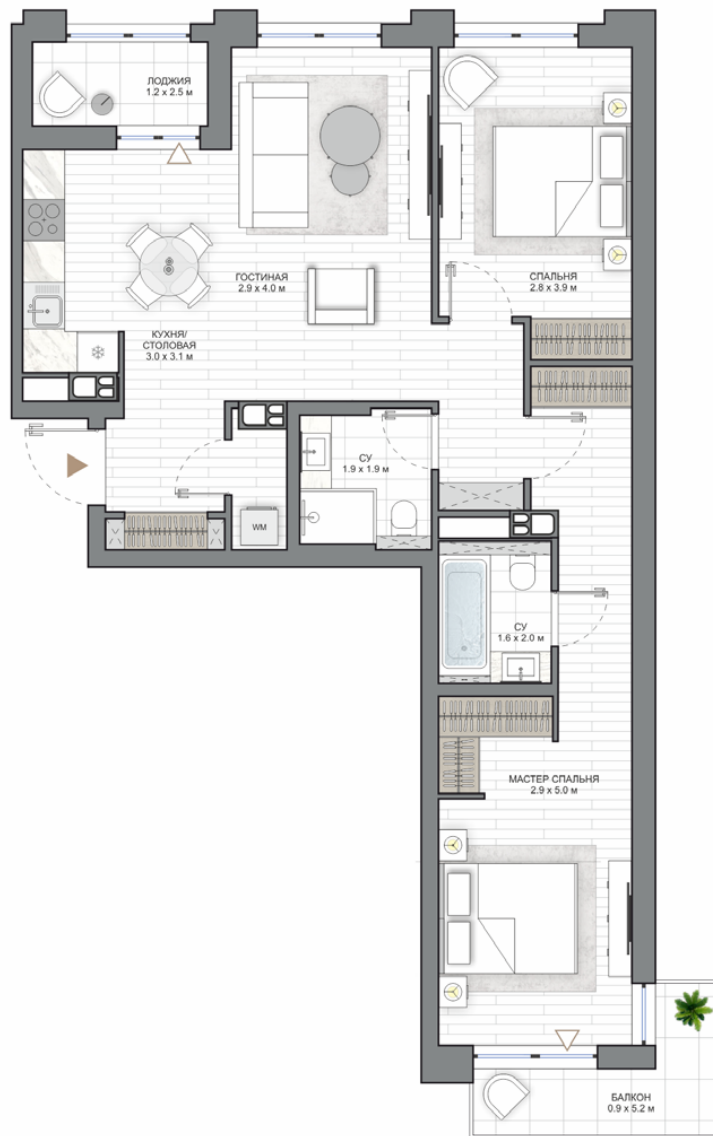 ЛОДЖИЯ
1.2 x 2.5 м
ГОСТИНАЯ
2.9 x 4.0 м
СПАЛЬНЯ
2.8 x 3.9 м
КУХНЯ/
СТОЛОВАЯ
3.0 x 3.1 м
СУ
1.9 x 1.9 м
WM
СУ
1.6 x 2.0 м
МАСТЕР СПАЛЬНЯ
2.9 x 5.0 м
БАЛКОН
0.9 x 5.2 м